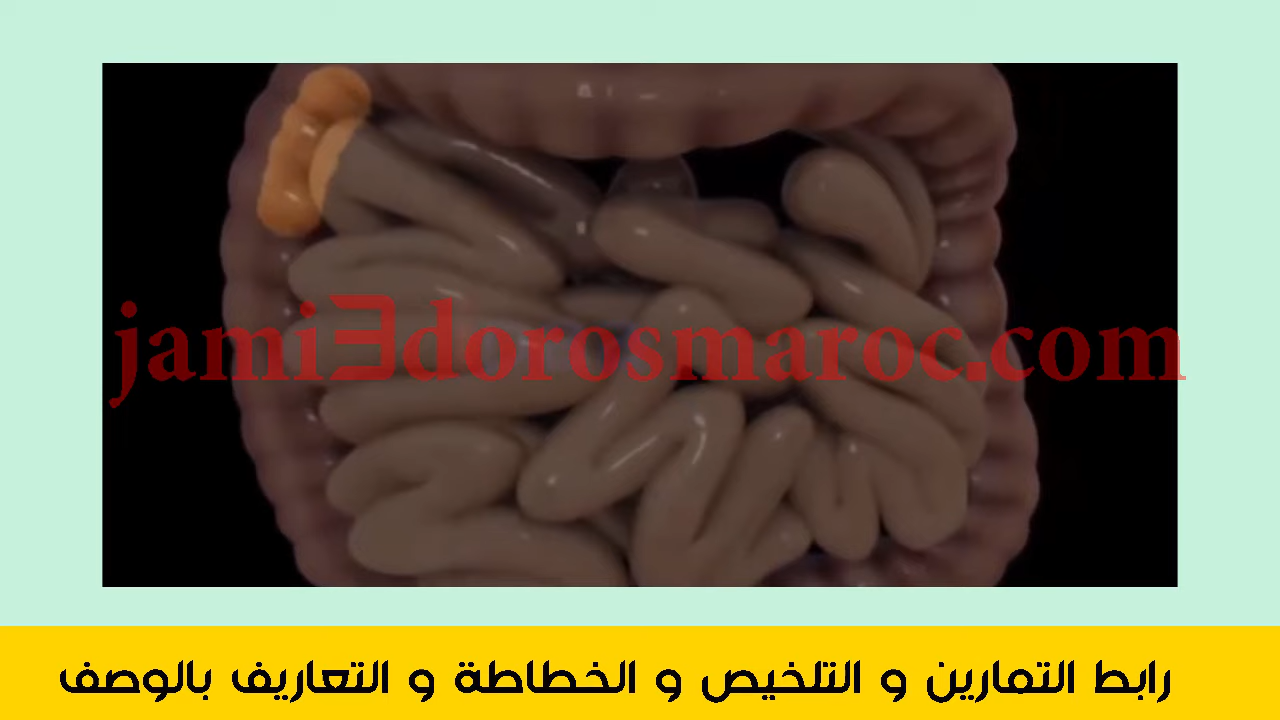 jami3dorosmaroc.com
رابط التمارين و التلخيص و الخطاطة و التعاريف بالوصف